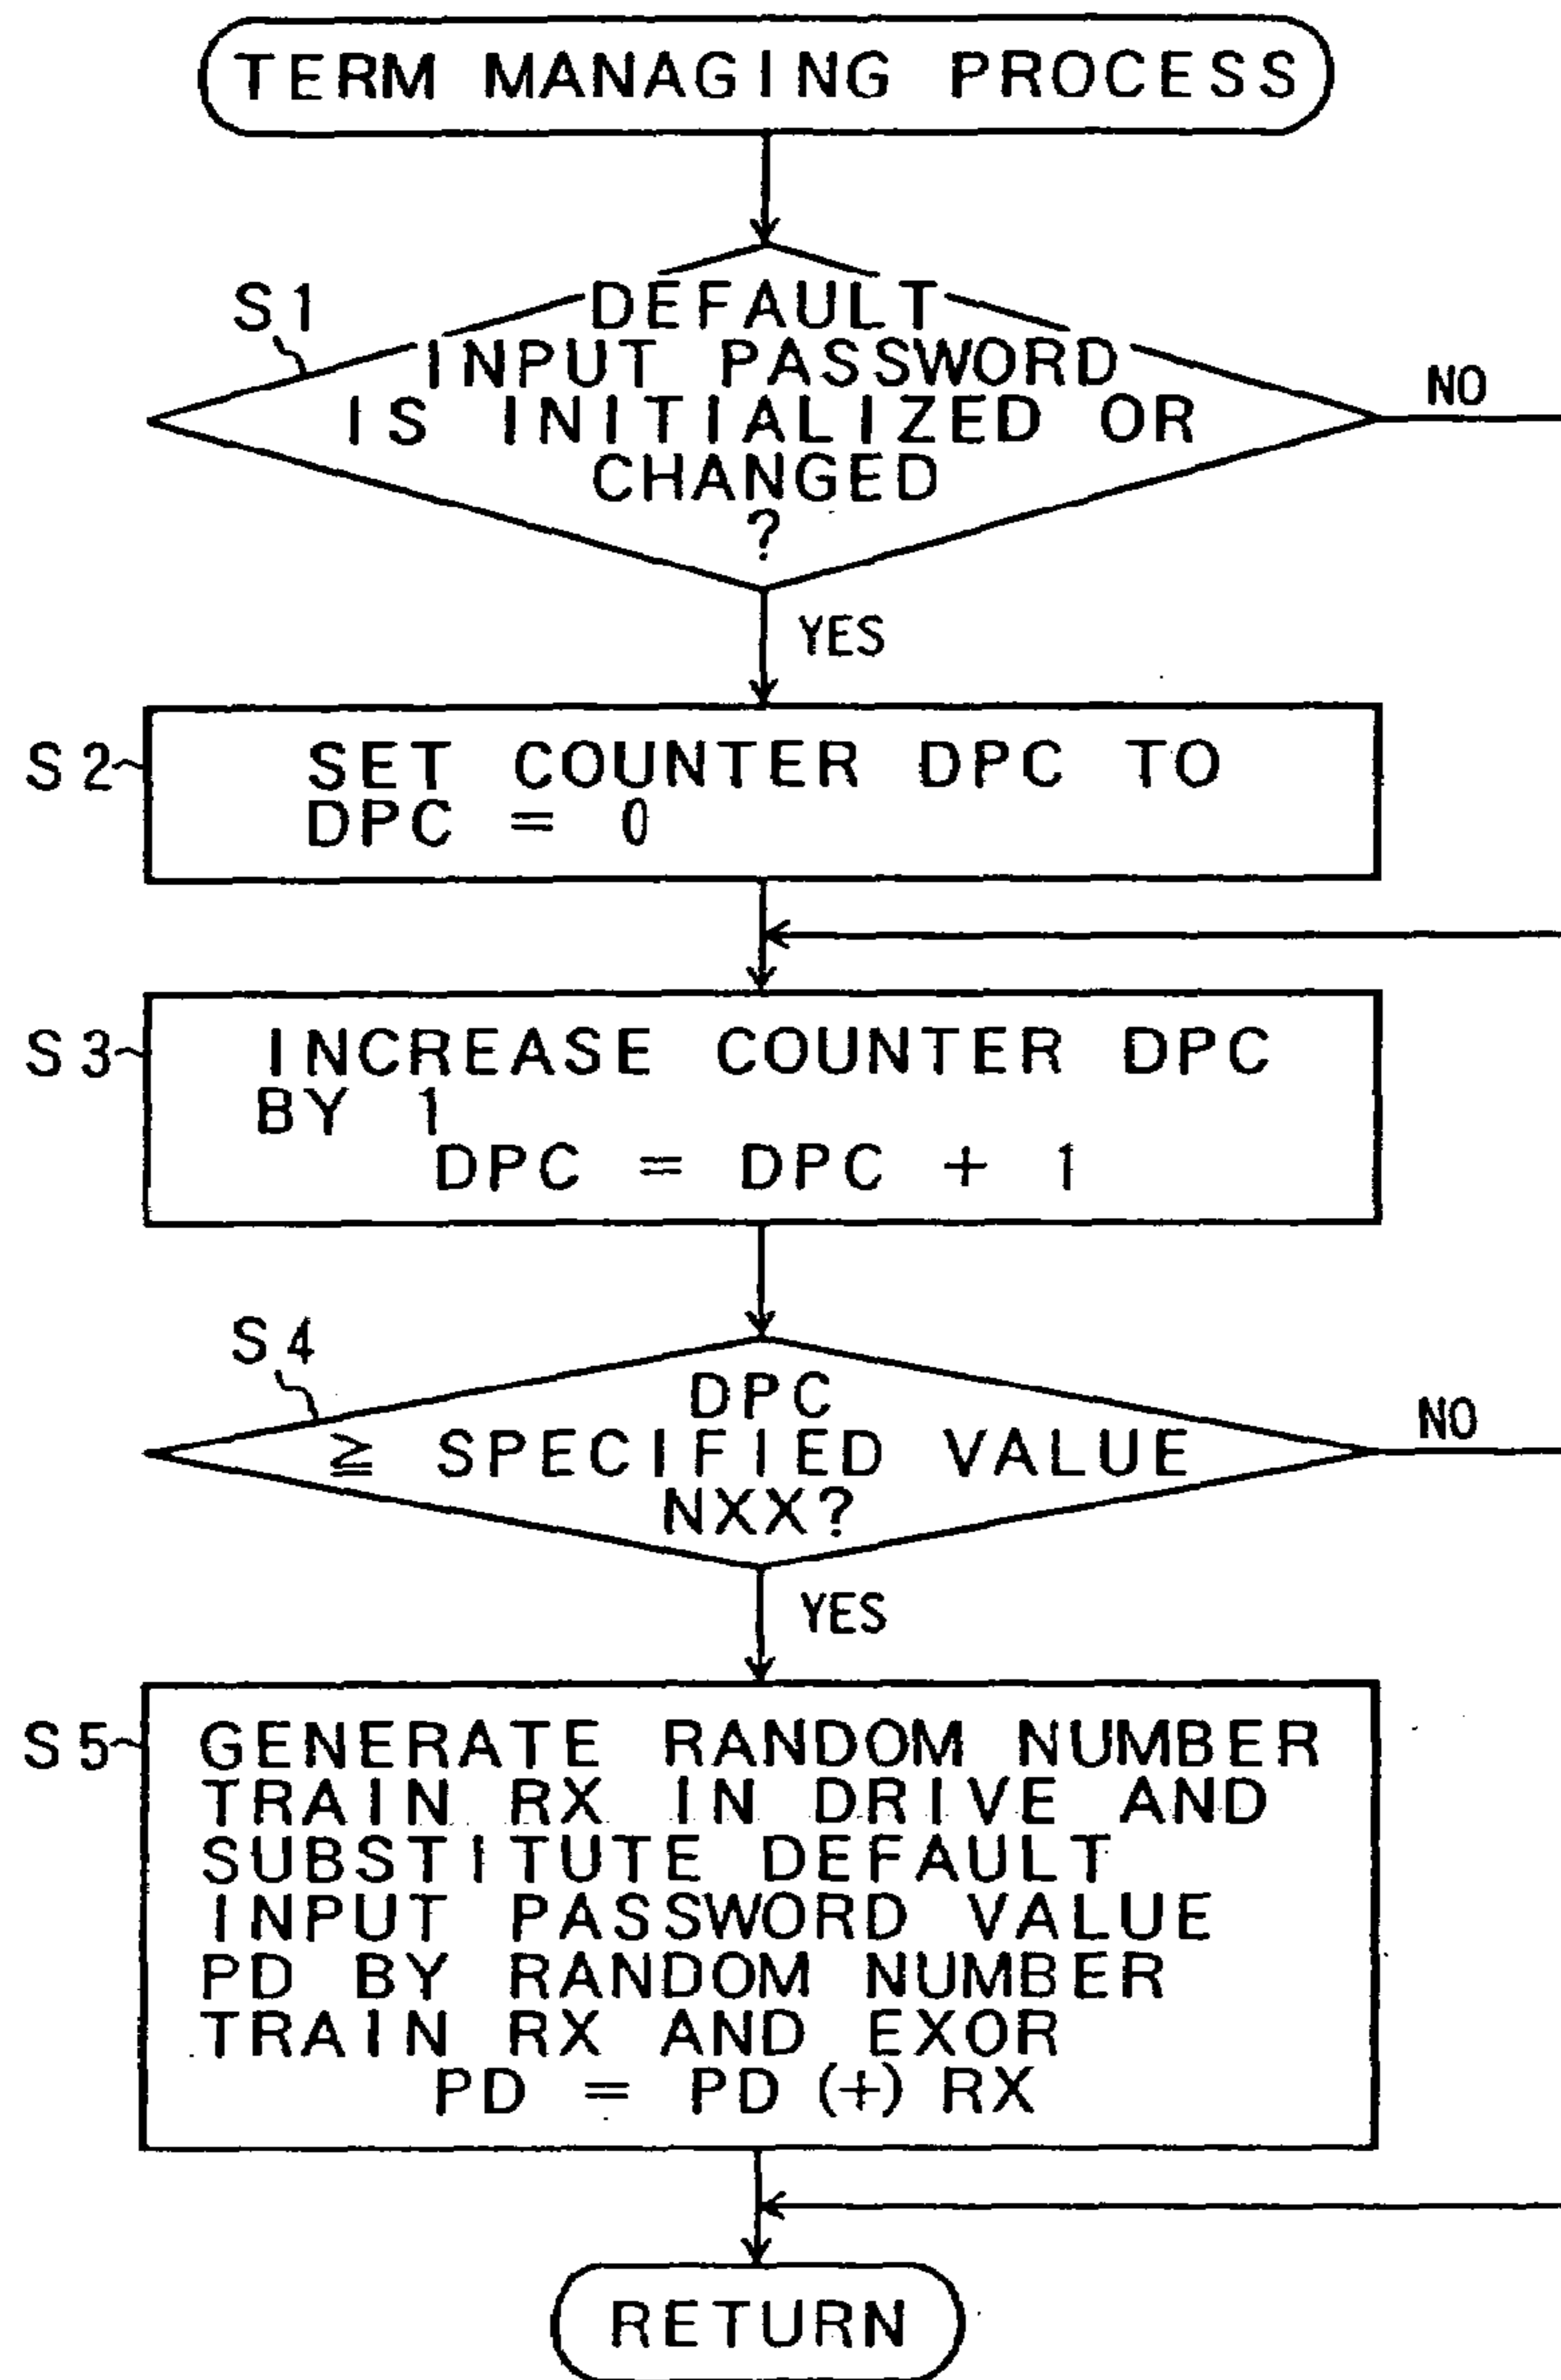 TERM MANAGING PROCESS
S1
DEFAULT
INPUT PASSWORD
IS INITIALIZED OR
CHANGED
?
NO
YES
S2
SET COUNTER DPC TO
DPC = 0
S3
INCREASE COUNTER DPC
BY 1
DPC = DPC + 1
S4
DPC
≧ SPECIFIED VALUE
NXX?
NO
YES
S5
GENERATE RANDOM NUMBER
TRAIN RX IN DRIVE AND
SUBSTITUTE DEFAULT
INPUT PASSWORD VALUE
PD BY RANDOM NUMBER
TRAIN RX AND EXOR
PD = PD (+) RX
RETURN